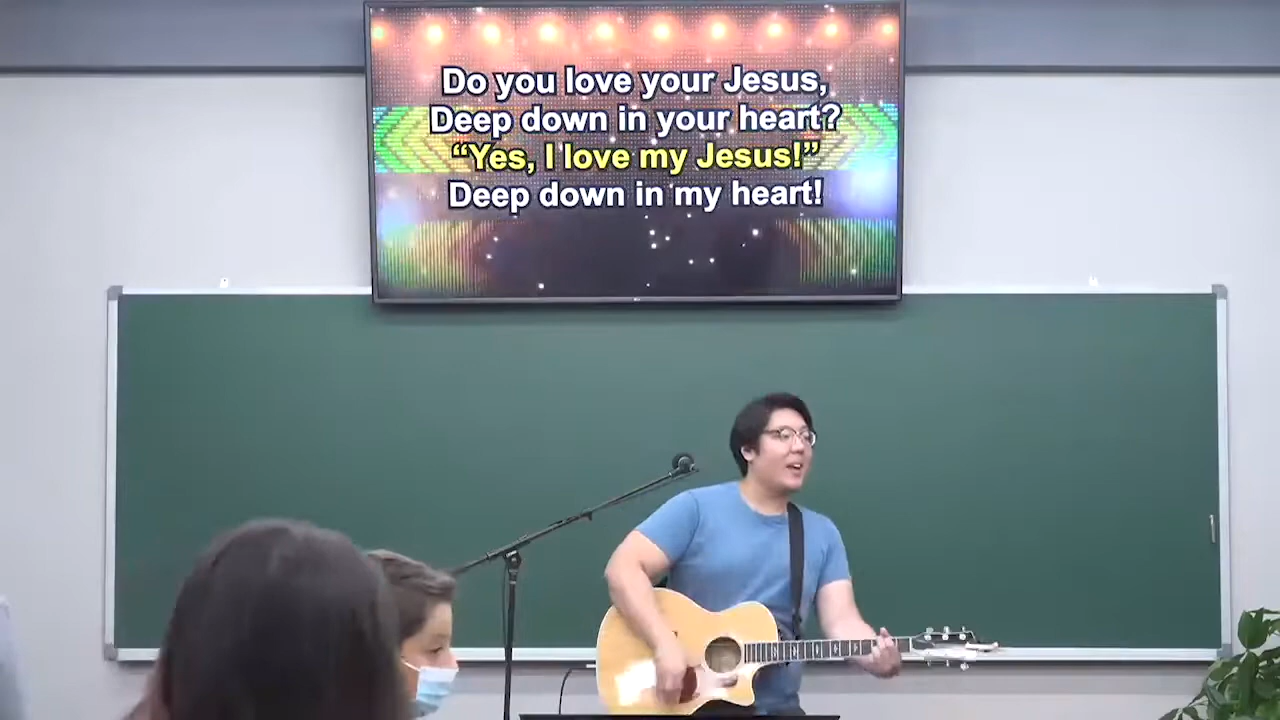 Do you love your Jesus,
Deep down in your heart?
“Yes, I love my Jesus!”
Deep down in my heart!